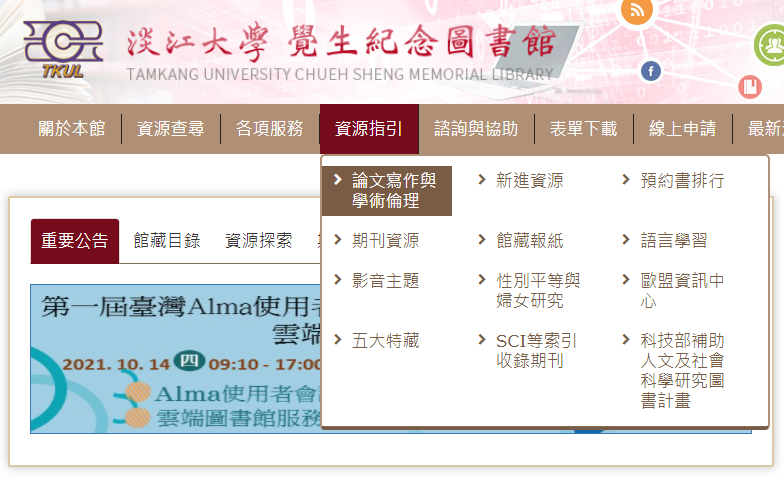 淡江大學 覺生紀念圖書館
TKUL
TAMKANG UNIVERSITY CHUEH SHENG MEMORIAL LIBRARY
關於本館 資源查尋 各項服務 資源指引 諮詢與協助 表單下載 線上申請 最新
論文寫作與
學術倫理
新進資源
預約書排行
期刊資源
館藏報紙
語言學習
影音主題
性別平等與
婦女研究
歐盟資訊中
心
五大特藏
SCI等索引
收錄期刊
科技部補助
人文及社會
科學研究圖
書計畫
重要公告 館藏目錄 資源探索
第一屆臺灣Alma使用者
雲端
2021. 10. 14 四 09:10 - 17:00
Alma使用者會
雲端圖書館服務